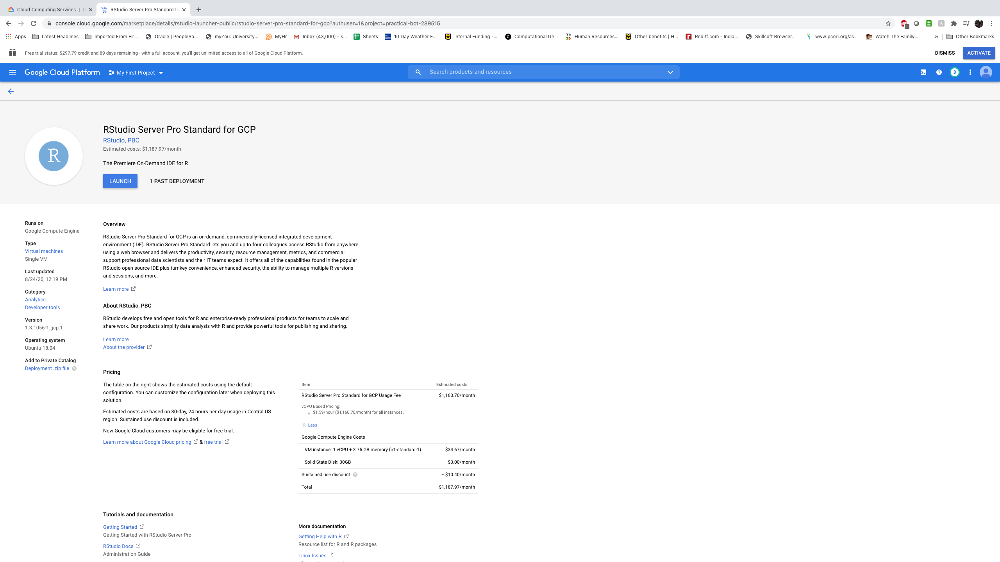 Cloud Computing Services | G
RStudio Server Pro Standard fo
console.cloud.google.com/marketplace/details/rstudio-launcher-public/rstudio-server-pro-standard-for-gcp?authuser=1&project=practical-bot-289515
ABP
1
Apps
Latest Headlines
Imported From Fir...
Oracle | PeopleSo...
myZou: University...
MyHr
Inbox (43,000) - s...
Sheets
10 Day Weather F...
Internal Funding -...
Computational Ge...
Human Resources...
Other benefits | H...
Rediff.com - India...
Skillsoft Browser...
www.pcori.org/as...
Watch The Family...
»
Other Bookmarks
Free trial status: $297.79 credit and 89 days remaining - with a full account, you'll get unlimited access to all of Google Cloud Platform.
DISMISS
ACTIVATE
Google Cloud Platform
My First Project
Search products and resources
3
R
RStudio Server Pro Standard for GCP
RStudio, PBC
Estimated costs: $1,187.97/month
The Premiere On-Demand IDE for R
LAUNCH
1 PAST DEPLOYMENT
Runs on
Google Compute Engine
Type
Virtual machines
Single VM
Last updated
8/24/20, 12:19 PM
Category
Analytics
Developer tools
Version
1.3.1056-1.gcp.1
Operating system
Ubuntu 18.04
Add to Private Catalog
Deployment .zip file
Overview
RStudio Server Pro Standard for GCP is an on-demand, commercially-licensed integrated development
environment (IDE). RStudio Server Pro Standard lets you and up to four colleagues access RStudio from anywhere
using a web browser and delivers the productivity, security, resource management, metrics, and commercial
support professional data scientists and their IT teams expect. It offers all of the capabilities found in the popular
RStudio open source IDE plus turnkey convenience, enhanced security, the ability to manage multiple R versions
and sessions, and more.
Learn more
About RStudio, PBC
RStudio develops free and open tools for R and enterprise-ready professional products for teams to scale and
share work. Our products simplify data analysis with R and provide powerful tools for publishing and sharing.
Learn more
About the provider
Pricing
The table on the right shows the estimated costs using the default
configuration. You can customize the configuration later when deploying this
solution.
Estimated costs are based on 30-day, 24 hours per day usage in Central US
region. Sustained use discount is included.
New Google Cloud customers may be eligible for free trial.
Learn more about Google Cloud pricing & free trial
Item Estimated costs
RStudio Server Pro Standard for GCP Usage Fee $1,160.70/month
vCPU Based Pricing:
$1.59/hour ($1,160.70/month) for all instances.
Less
Google Compute Engine Costs
VM instance: 1 vCPU + 3.75 GB memory (n1-standard-1) $34.67/month
Solid State Disk: 30GB $3.00/month
Sustained use discount − $10.40/month
Total $1,187.97/month
Tutorials and documentation
Getting Started
Getting Started with RStudio Server Pro
RStudio Docs
Administration Guide
More documentation
Getting Help with R
Resource list for R and R packages
Linux Issues